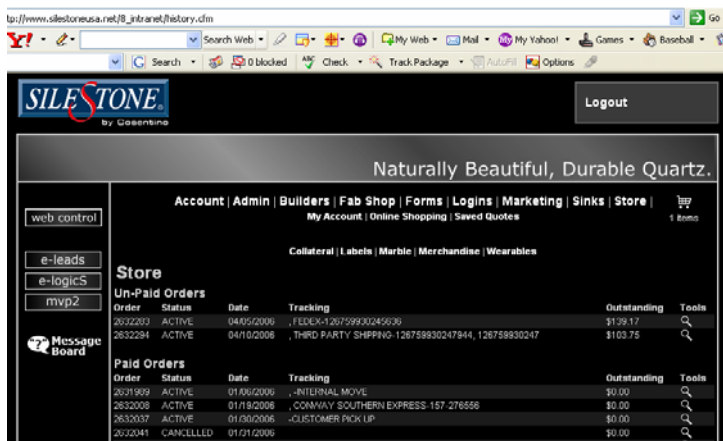 tp://www.silestoneusa.net/8_intranet/history.cfm
Go
Y! Search Web My Web Mail My Yahoo! Games Baseball
G Search 0 blocked Check Track Package AutoFill Options
SILESTONE®
by Cosentino
Logout
Naturally Beautiful, Durable Quartz.
Account | Admin | Builders | Fab Shop | Forms | Logins | Marketing | Sinks | Store |
My Account | Online Shopping | Saved Quotes
1 items
web control
Collateral | Labels | Marble | Merchandise | Wearables
e-leads
e-logicS
mvp2
"?" Message
Board
Store
Un-Paid Orders
Order Status Date Tracking Outstanding Tools
2632283 ACTIVE 04/05/2006 , FEDEX-126759930245636 $139.17
2632294 ACTIVE 04/10/2006 , THIRD PARTY SHIPPING-126759930247944, 126759930247 $103.75
Paid Orders
Order Status Date Tracking Outstanding Tools
2631989 ACTIVE 01/06/2006 , -INTERNAL MOVE $0.00
2632008 ACTIVE 01/19/2006 , CONWAY SOUTHERN EXPRESS-157-276556 $0.00
2632037 ACTIVE 01/30/2006 -CUSTOMER PICK UP $0.00
2632041 CANCELLED 01/31/2006 $0.00